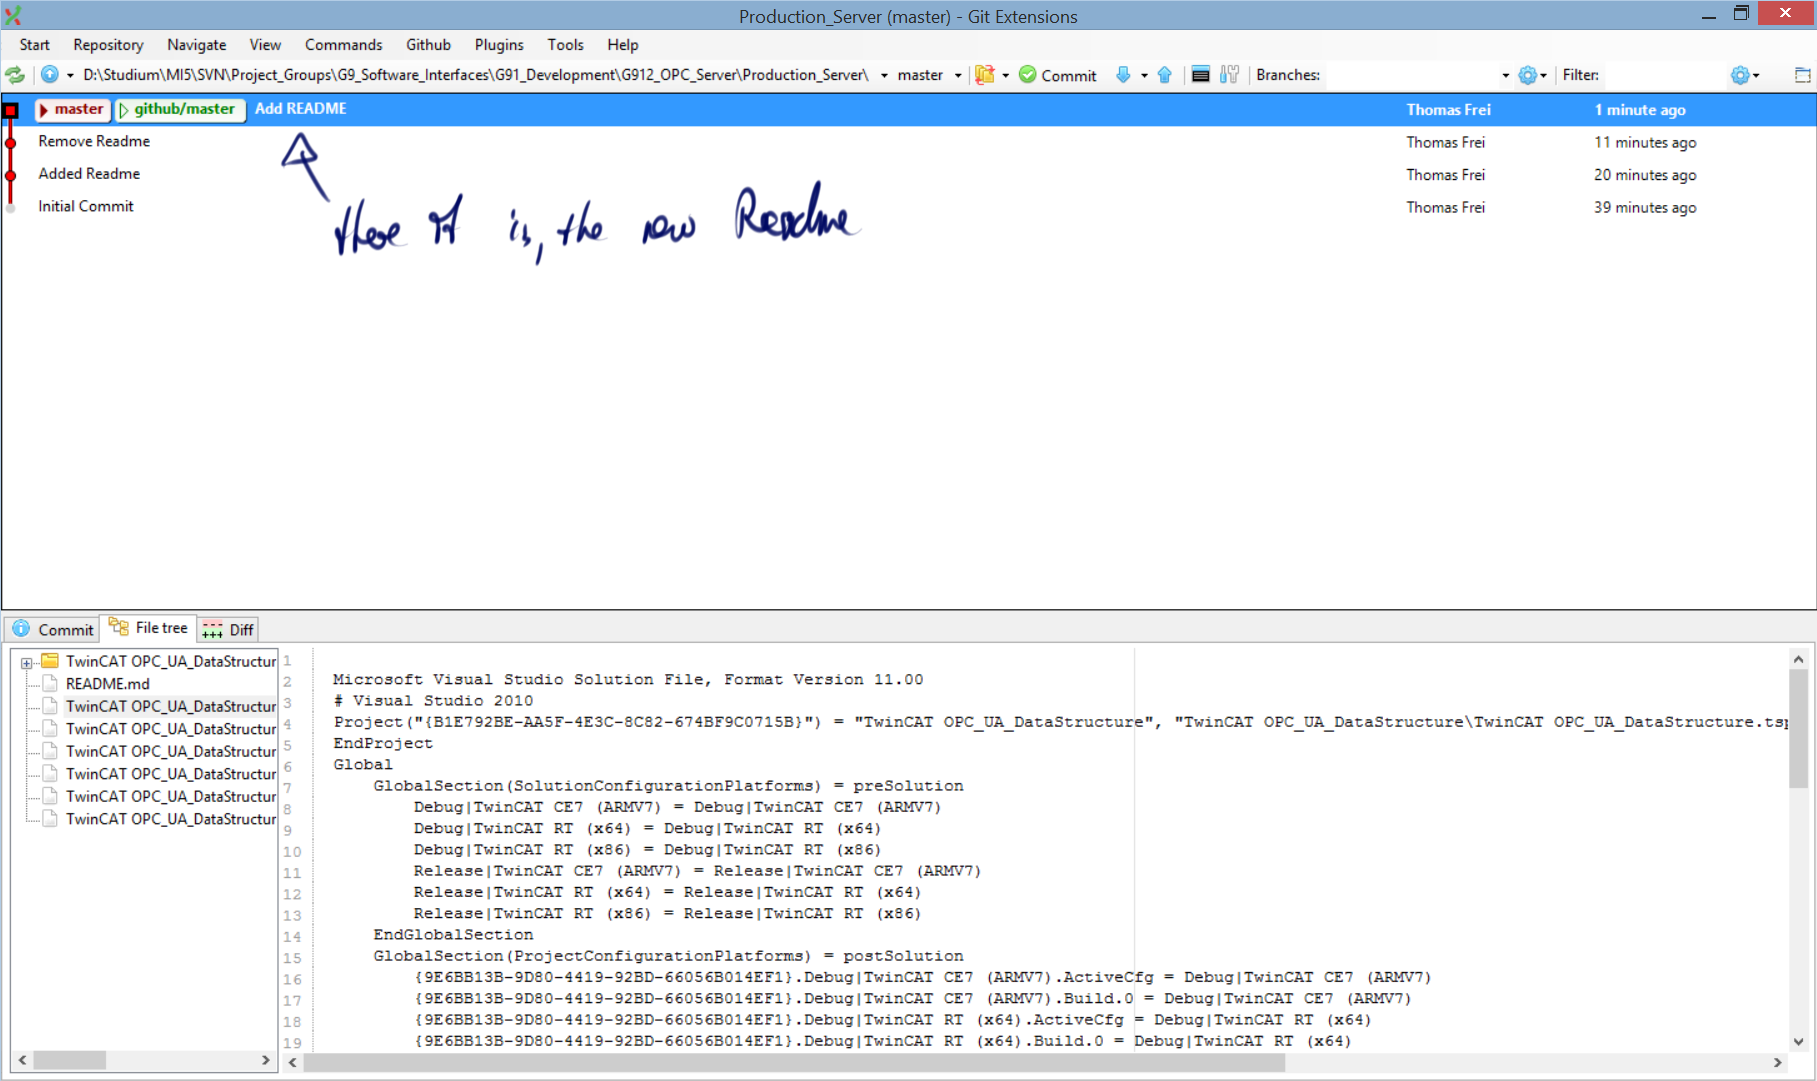 Production_Server (master) - Git Extensions
Start Repository Navigate View Commands Github Plugins Tools Help
D:\Studium\MI5\SVN\Project_Groups\G9_Software_Interfaces\G91_Development\G912_OPC_Server\Production_Server\ master Commit Branches: Filter:
master github/master Add README Thomas Frei 1 minute ago
Remove Readme Thomas Frei 11 minutes ago
Added Readme Thomas Frei 20 minutes ago
Initial Commit Thomas Frei 39 minutes ago
there it is, the new Readme
Commit File tree Diff
TwinCAT OPC_UA_DataStructur
README.md
TwinCAT OPC_UA_DataStructur
TwinCAT OPC_UA_DataStructur
TwinCAT OPC_UA_DataStructur
TwinCAT OPC_UA_DataStructur
TwinCAT OPC_UA_DataStructur
TwinCAT OPC_UA_DataStructur
1
2 Microsoft Visual Studio Solution File, Format Version 11.00
3 # Visual Studio 2010
4 Project("{B1E792BE-AA5F-4E3C-8C82-674BF9C0715B}") = "TwinCAT OPC_UA_DataStructure", "TwinCAT OPC_UA_DataStructure\TwinCAT OPC_UA_DataStructure.tsp
5 EndProject
6 Global
7 GlobalSection(SolutionConfigurationPlatforms) = preSolution
8 Debug|TwinCAT CE7 (ARMV7) = Debug|TwinCAT CE7 (ARMV7)
9 Debug|TwinCAT RT (x64) = Debug|TwinCAT RT (x64)
10 Debug|TwinCAT RT (x86) = Debug|TwinCAT RT (x86)
11 Release|TwinCAT CE7 (ARMV7) = Release|TwinCAT CE7 (ARMV7)
12 Release|TwinCAT RT (x64) = Release|TwinCAT RT (x64)
13 Release|TwinCAT RT (x86) = Release|TwinCAT RT (x86)
14 EndGlobalSection
15 GlobalSection(ProjectConfigurationPlatforms) = postSolution
16 {9E6BB13B-9D80-4419-92BD-66056B014EF1}.Debug|TwinCAT CE7 (ARMV7).ActiveCfg = Debug|TwinCAT CE7 (ARMV7)
17 {9E6BB13B-9D80-4419-92BD-66056B014EF1}.Debug|TwinCAT CE7 (ARMV7).Build.0 = Debug|TwinCAT CE7 (ARMV7)
18 {9E6BB13B-9D80-4419-92BD-66056B014EF1}.Debug|TwinCAT RT (x64).ActiveCfg = Debug|TwinCAT RT (x64)
19 {9E6BB13B-9D80-4419-92BD-66056B014EF1}.Debug|TwinCAT RT (x64).Build.0 = Debug|TwinCAT RT (x64)